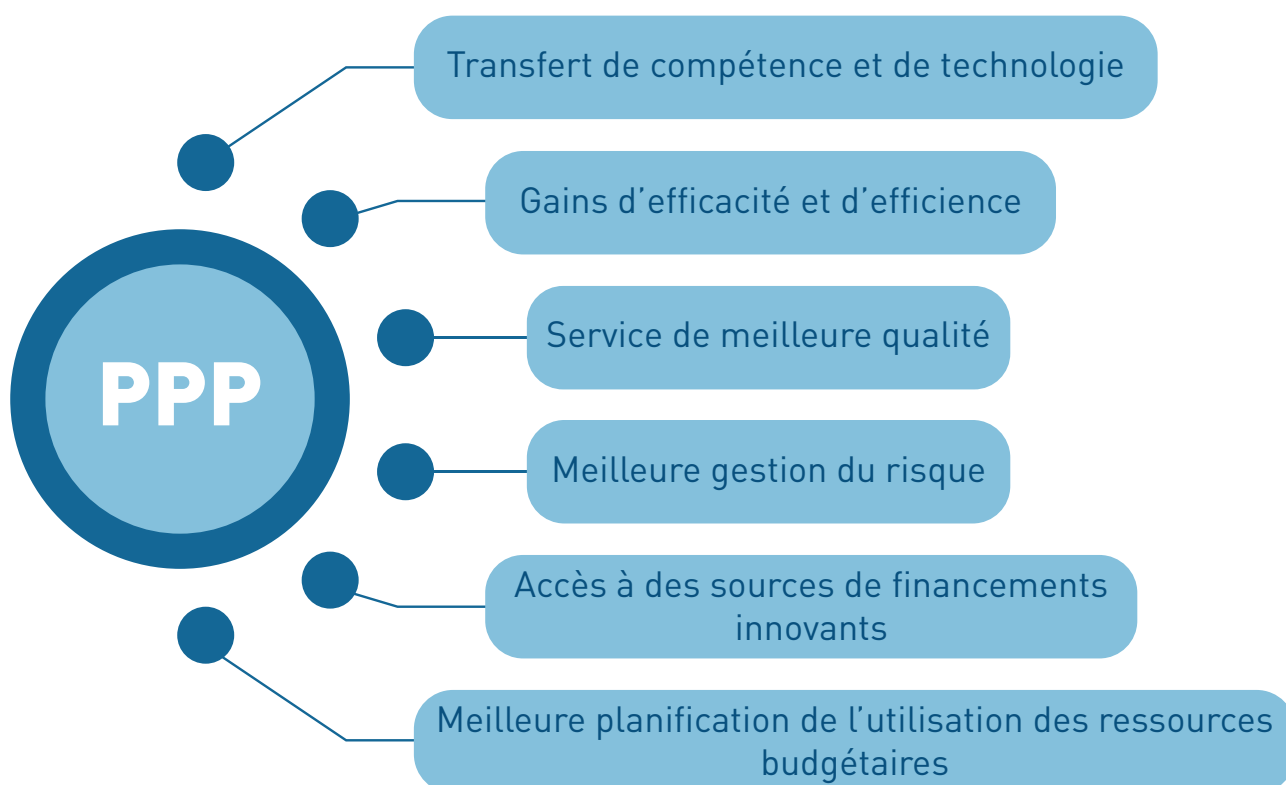 Transfert de compétence et de technologie
Gains d’efficacité et d’efficience
Service de meilleure qualité
PPP
Meilleure gestion du risque
Accès à des sources de financements
innovants
Meilleure planification de l’utilisation des ressources
budgétaires